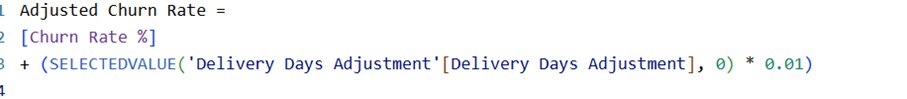 1 Adjusted Churn Rate =
2 [Churn Rate %]
3 + (SELECTEDVALUE('Delivery Days Adjustment'[Delivery Days Adjustment], 0) * 0.01)
4